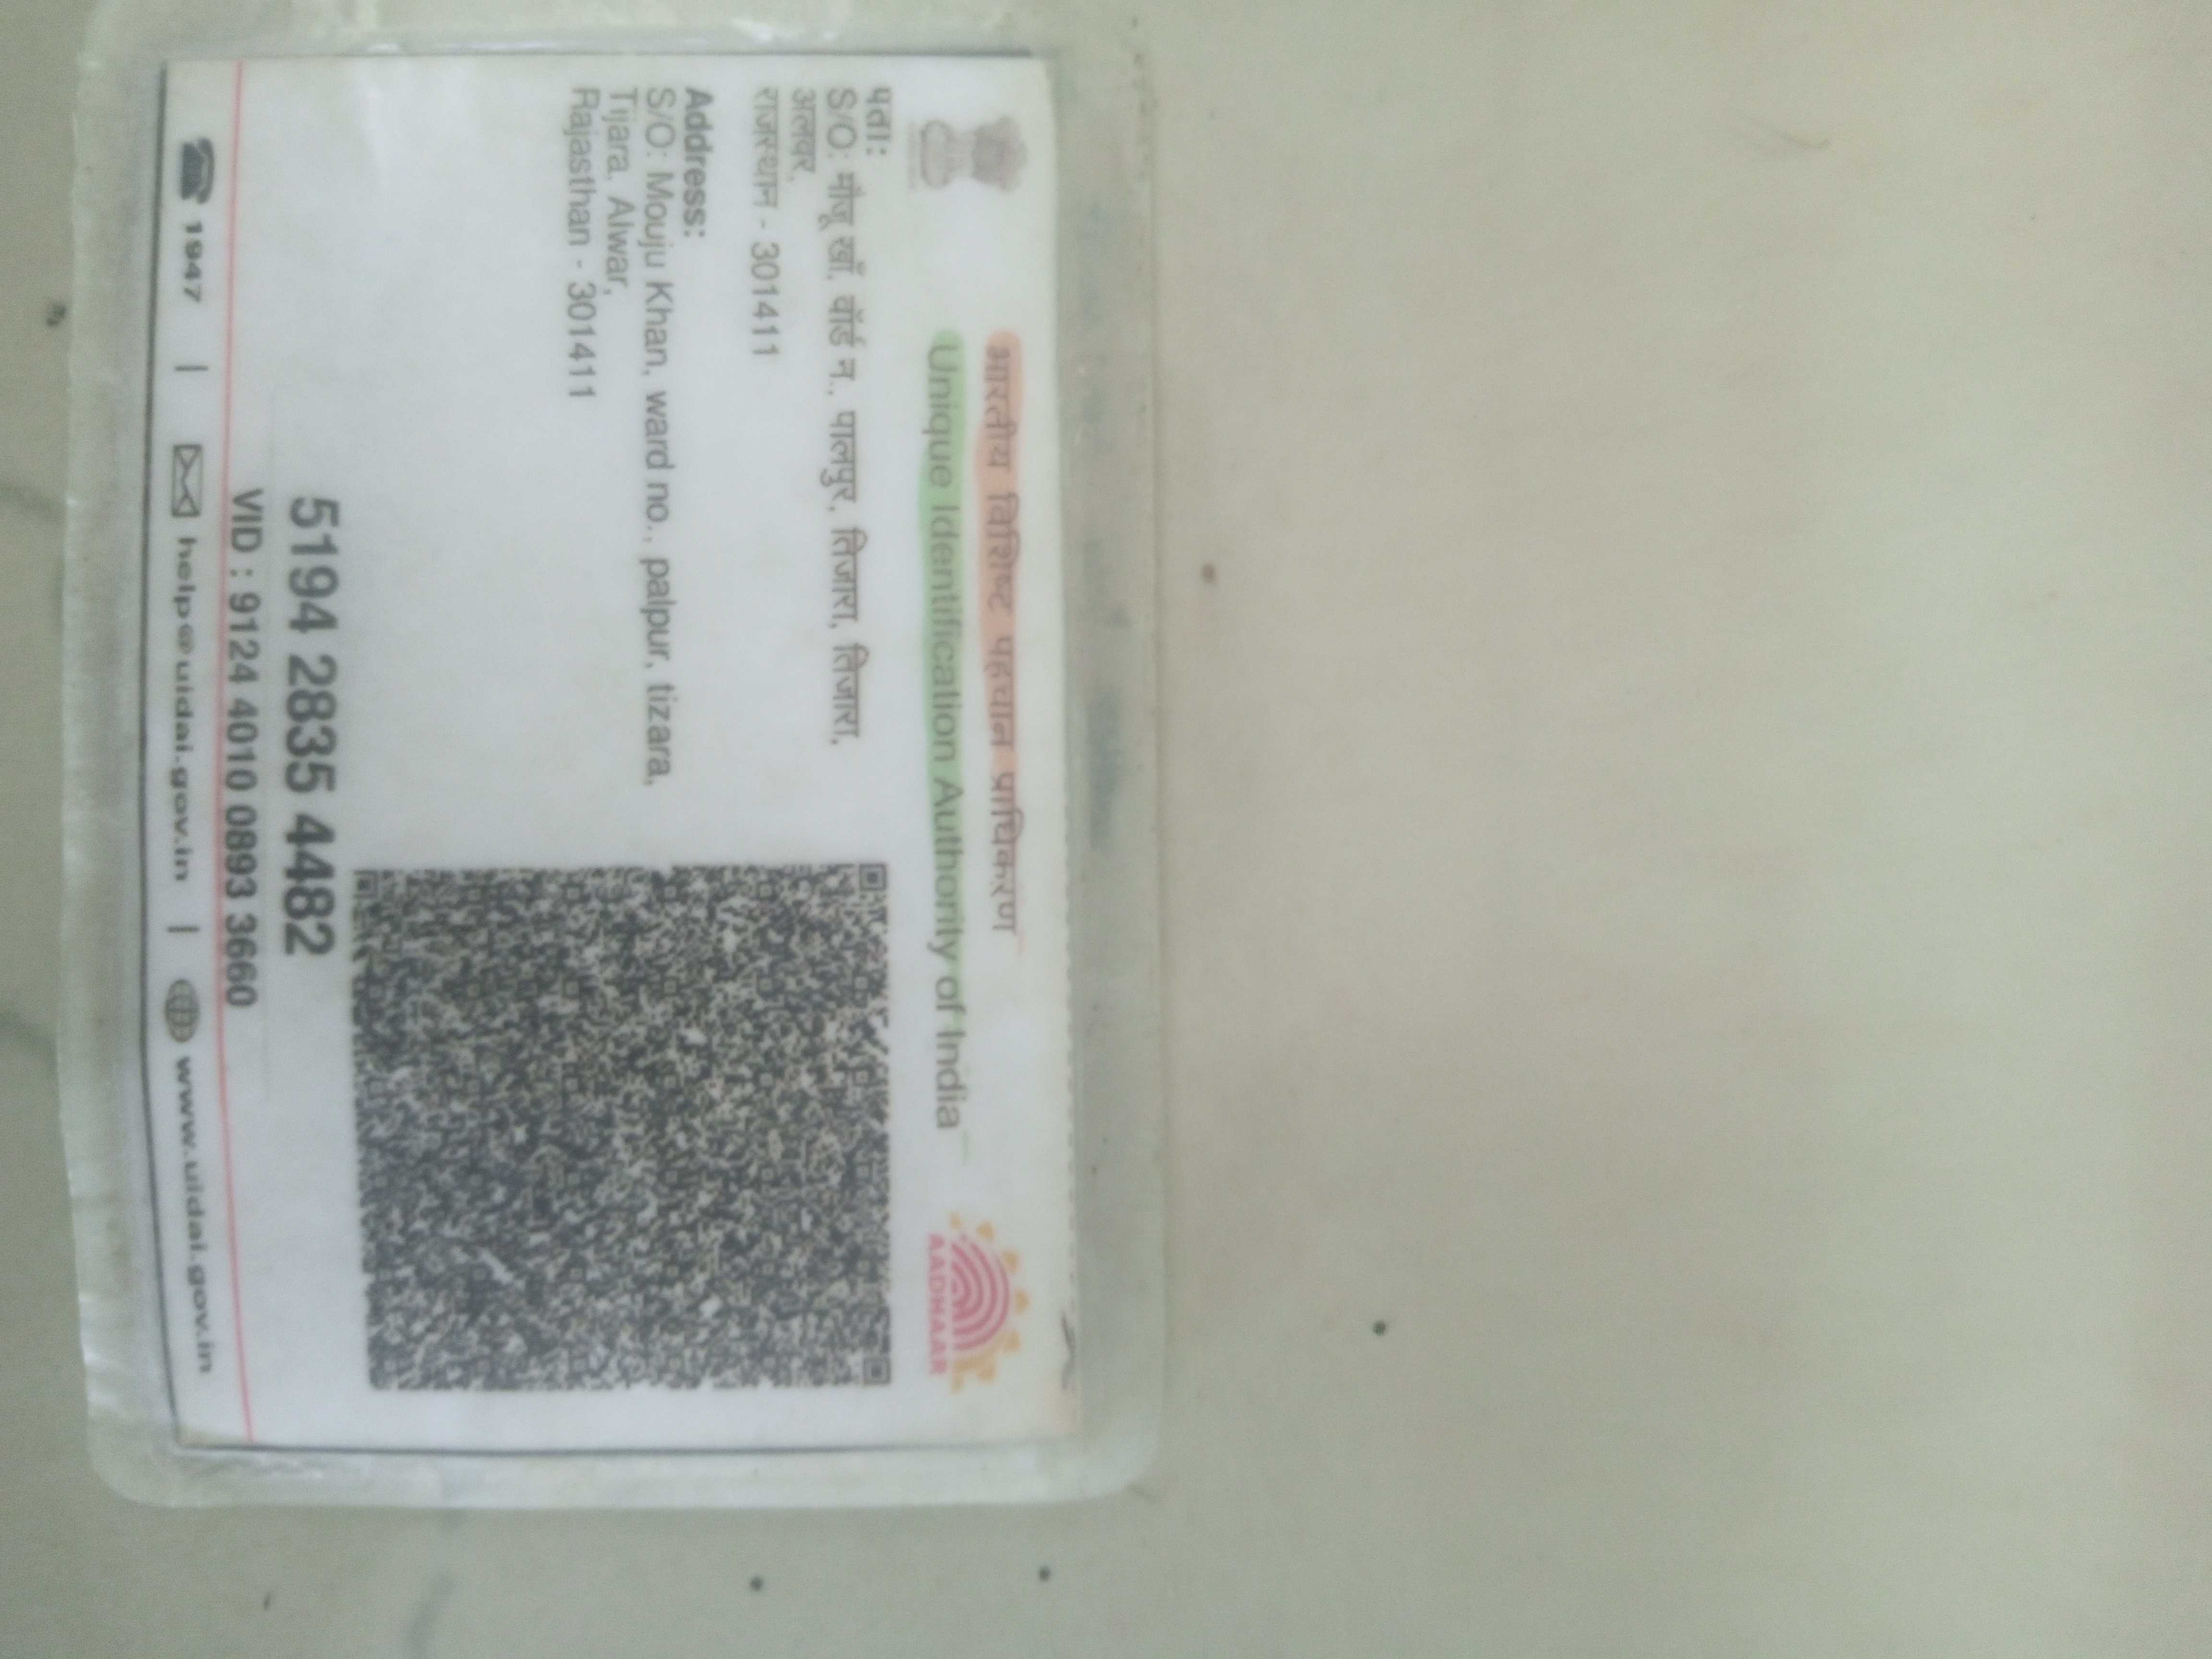 भारतीय विशिष्ट पहचान प्राधिकरण
Unique Identification Authority of India
AADHAAR
पता:
S/O: मौजू खाँ, वॉर्ड न., पालपुर, तिजारा, तिजारा,
अलवर,
राजस्थान - 301411
Address:
S/O: Mouju Khan, ward no., palpur, tizara,
Tijara, Alwar,
Rajasthan - 301411
5194 2835 4482
VID : 9124 4010 0893 3660
1947 | help@uidai.gov.in | www.uidai.gov.in